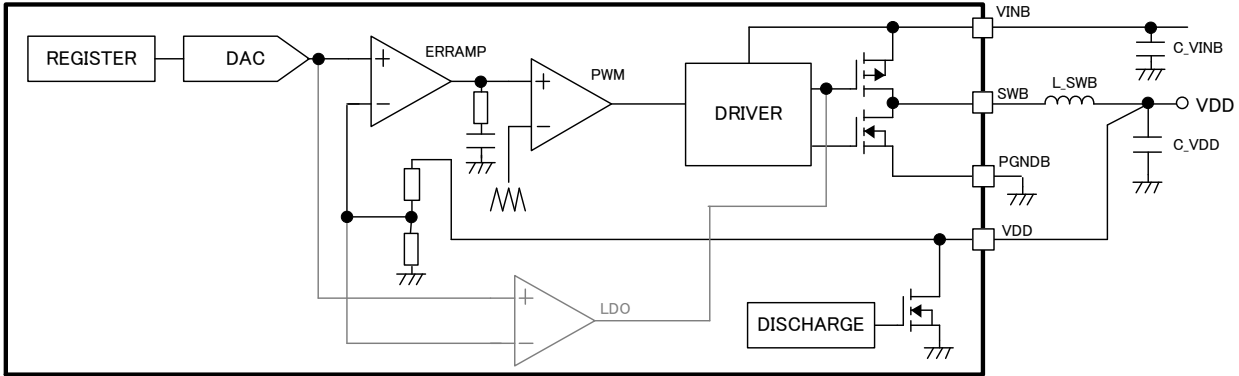 VINB
REGISTER
DAC
ERRAMP
PWM
DRIVER
C_VINB
SWB
L_SWB
VDD
C_VDD
PGNDB
VDD
LDO
DISCHARGE